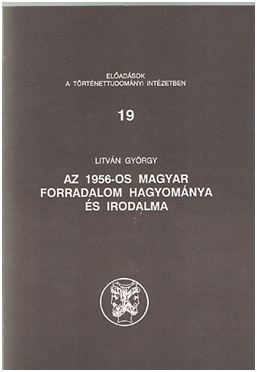 ELŐADÁSOK
A TÖRTÉNETTUDOMÁNYI INTÉZETBEN
19
LITVÁN GYÖRGY
AZ 1956-OS MAGYAR
FORRADALOM HAGYOMÁNYA
ÉS IRODALMA